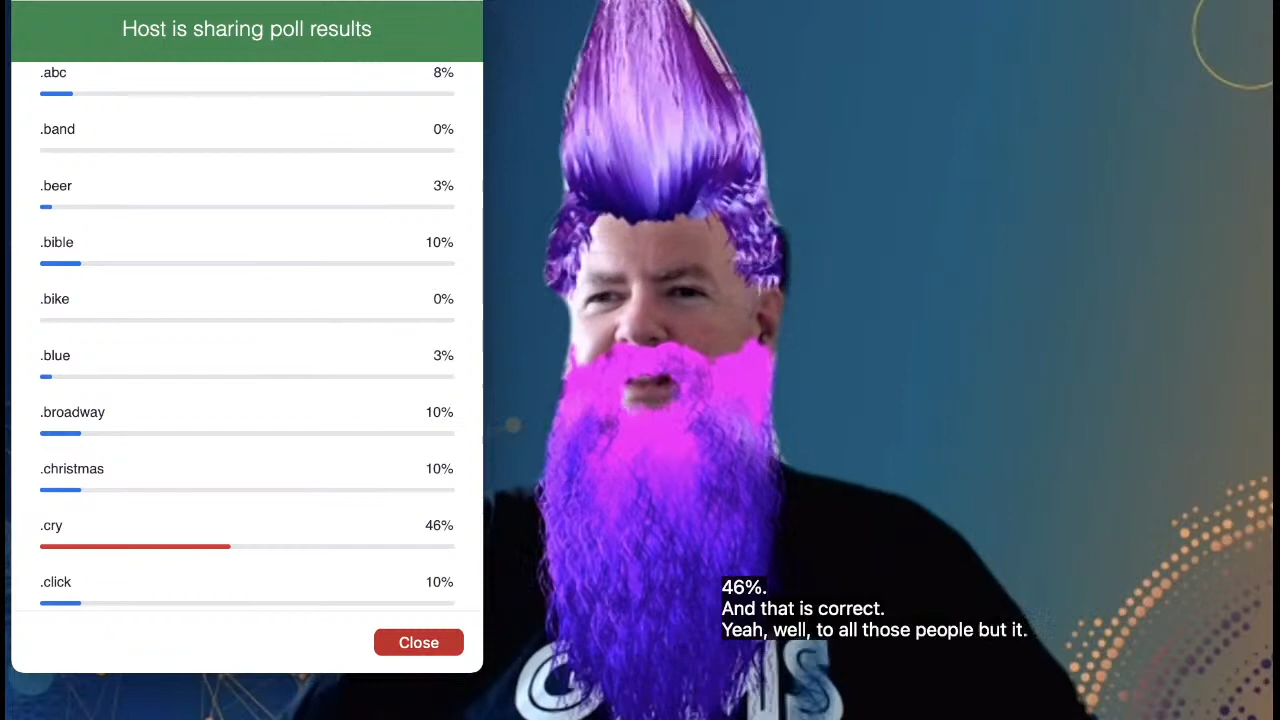 Host is sharing poll results
.abc 8%
.band 0%
.beer 3%
.bible 10%
.bike 0%
.blue 3%
.broadway 10%
.christmas 10%
.cry 46%
.click 10%
Close
46%.
And that is correct.
Yeah, well, to all those people but it.